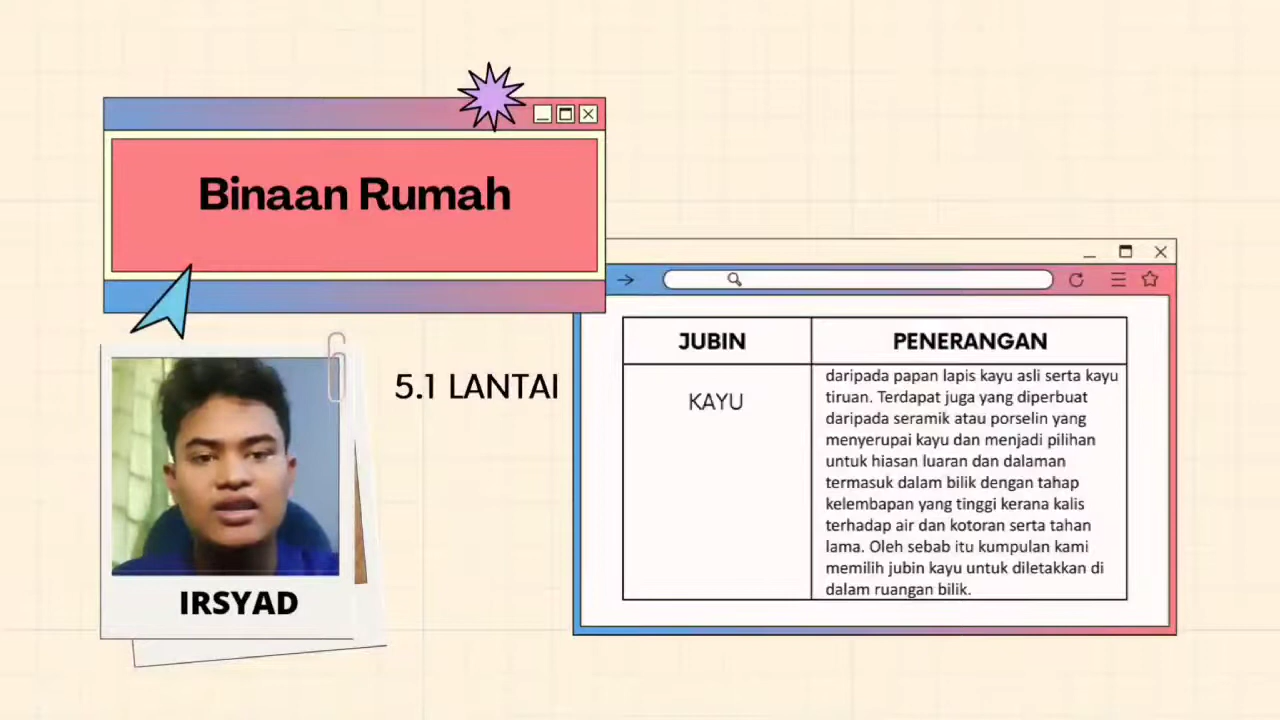 Binaan Rumah
5.1 LANTAI
IRSYAD
JUBIN
PENERANGAN
KAYU
daripada papan lapis kayu asli serta kayu
tiruan. Terdapat juga yang diperbuat
daripada seramik atau porselin yang
menyerupai kayu dan menjadi pilihan
untuk hiasan luaran dan dalaman
termasuk dalam bilik dengan tahap
kelembapan yang tinggi kerana kalis
terhadap air dan kotoran serta tahan
lama. Oleh sebab itu kumpulan kami
memilih jubin kayu untuk diletakkan di
dalam ruangan bilik.